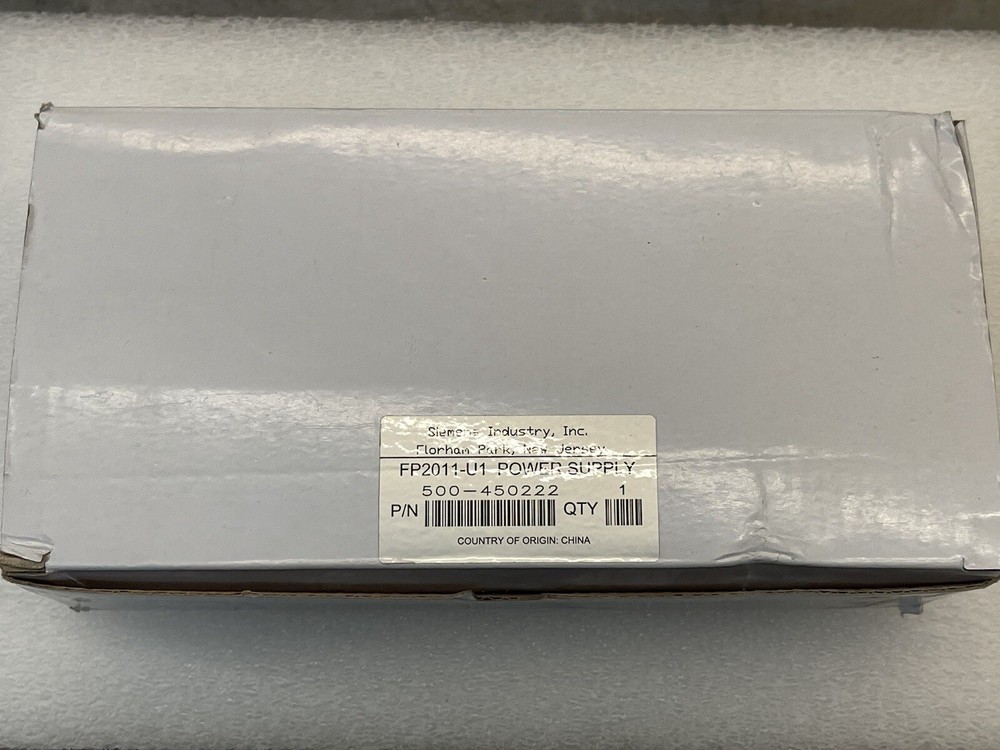 Siemens Industry, Inc.
Florham Park, New Jersey
FP2011-U1 POWER SUPPLY
500-450222 1
P/N QTY
COUNTRY OF ORIGIN: CHINA